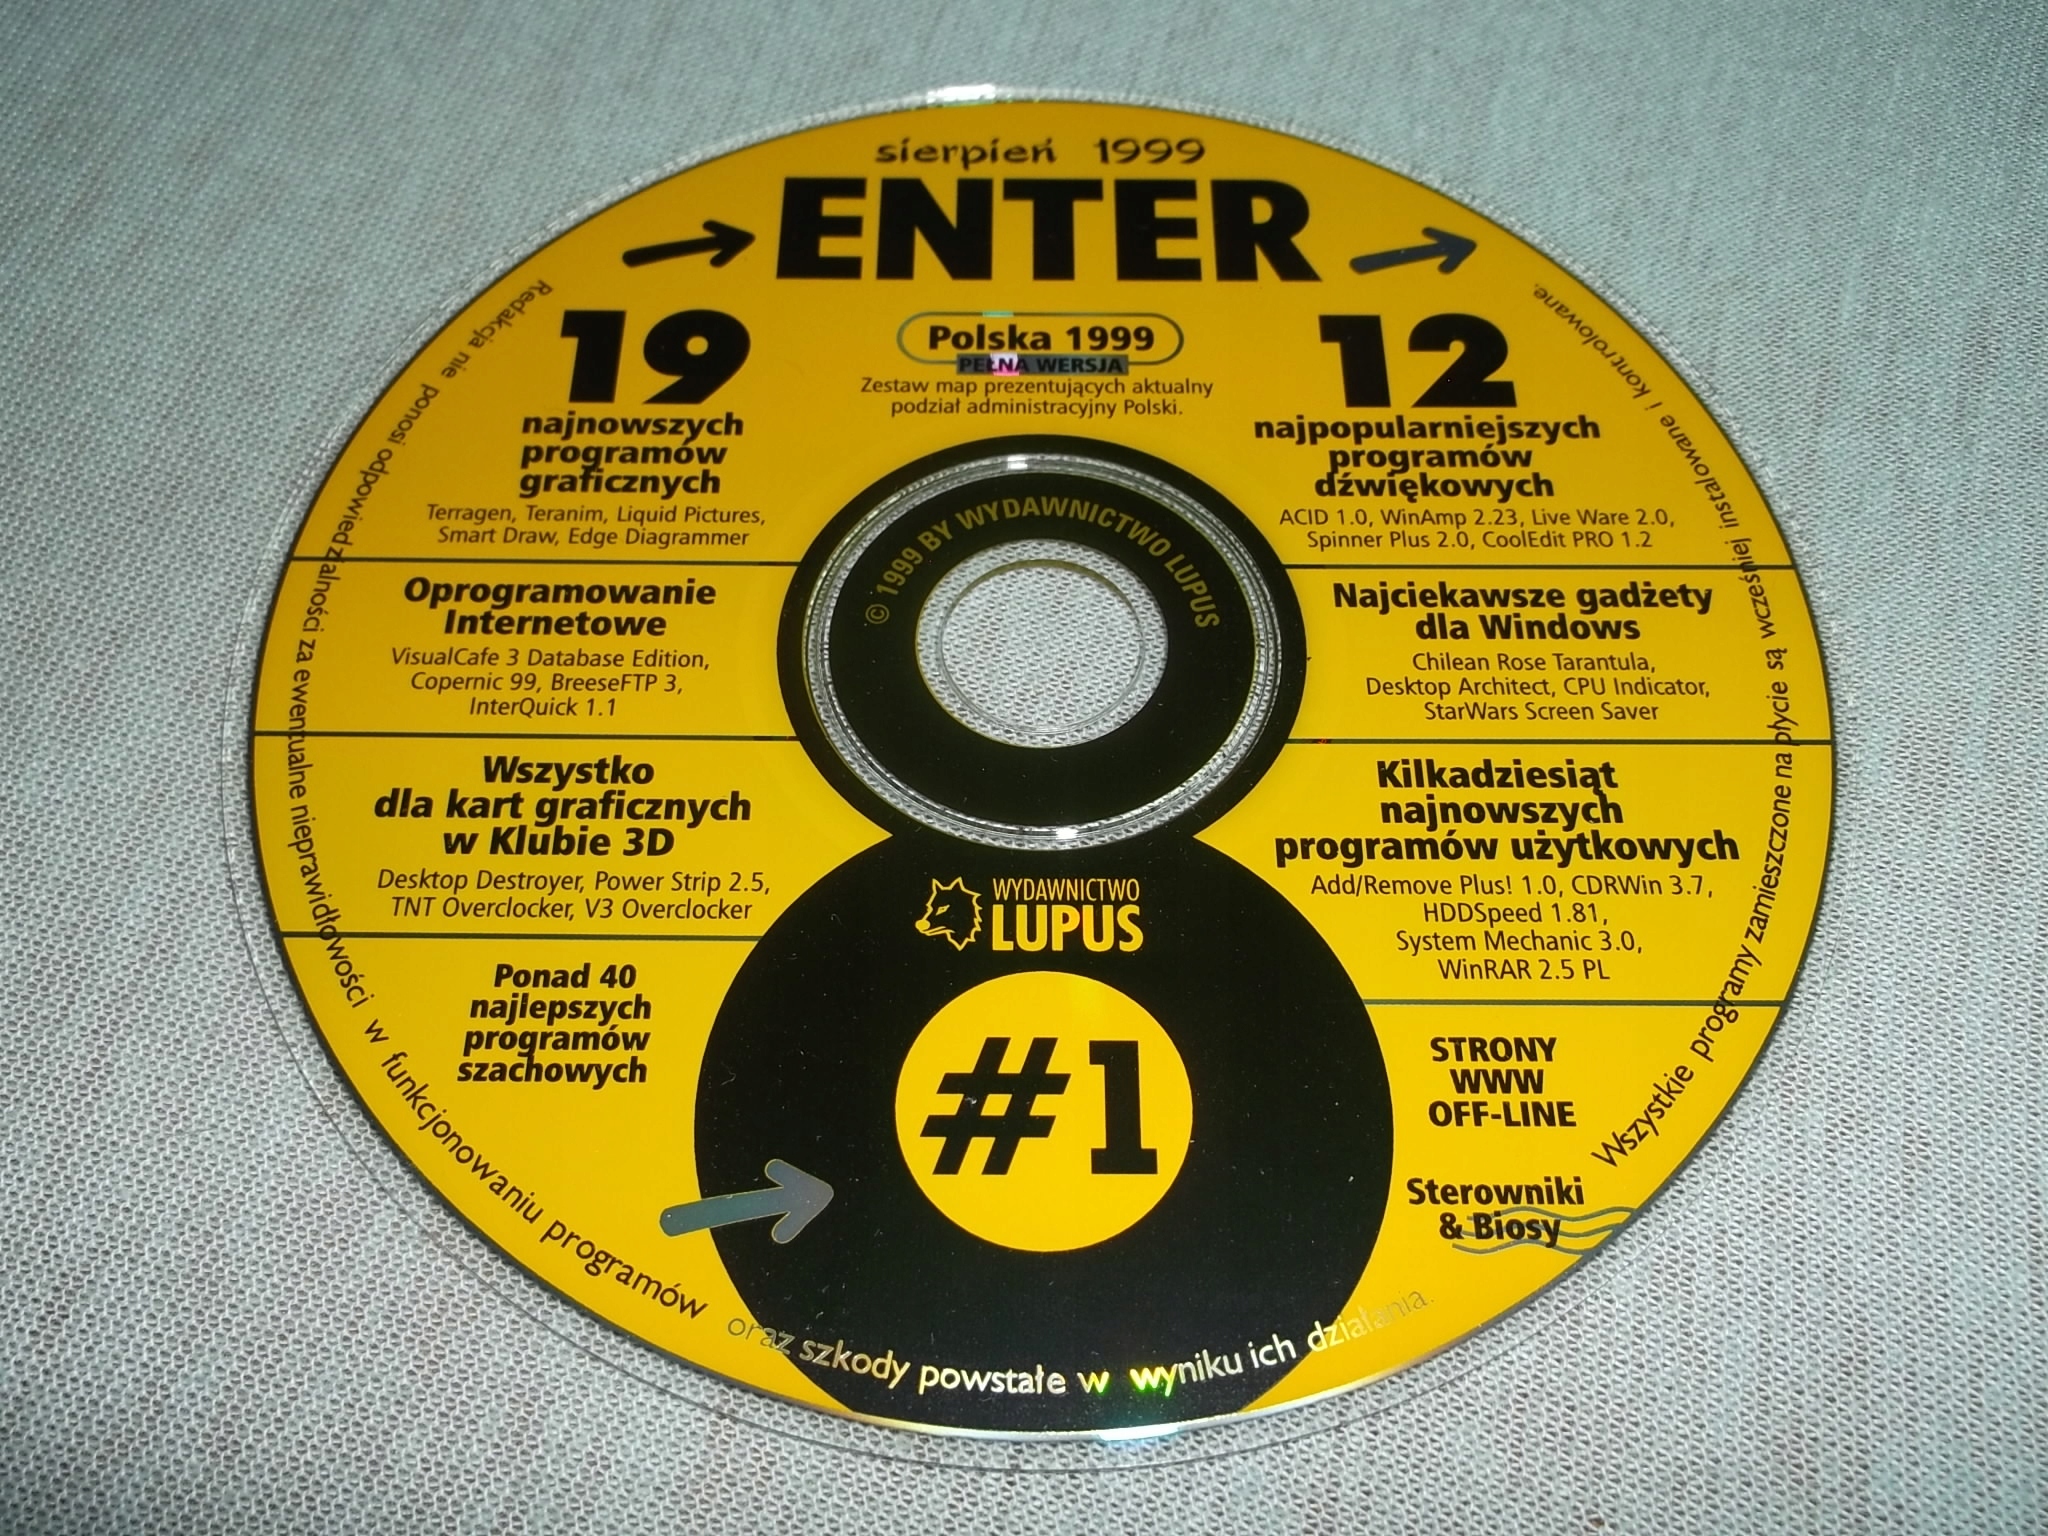 sierpień 1999
ENTER
Polska 1999
PEŁNA WERSJA
Zestaw map prezentujących aktualny
podział administracyjny Polski.
19
najnowszych
programów
graficznych
Terragen, Teranim, Liquid Pictures,
Smart Draw, Edge Diagrammer
12
najpopularniejszych
programów
dźwiękowych
ACID 1.0, WinAmp 2.23, Live Ware 2.0,
Spinner Plus 2.0, CoolEdit PRO 1.2
Oprogramowanie
Internetowe
VisualCafe 3 Database Edition,
Copernic 99, BreeseFTP 3,
InterQuick 1.1
Najciekawsze gadżety
dla Windows
Chilean Rose Tarantula,
Desktop Architect, CPU Indicator,
StarWars Screen Saver
Wszystko
dla kart graficznych
w Klubie 3D
Desktop Destroyer, Power Strip 2.5,
TNT Overclocker, V3 Overclocker
Kilkadziesiąt
najnowszych
programów użytkowych
Add/Remove Plus! 1.0, CDRWin 3.7,
HDDSpeed 1.81,
System Mechanic 3.0,
WinRAR 2.5 PL
Ponad 40
najlepszych
programów
szachowych
STRONY
WWW
OFF-LINE
Sterowniki
& Biosy
© 1999 BY WYDAWNICTWO LUPUS
WYDAWNICTWO
LUPUS
#1
Wszystkie programy zamieszczone na płycie są wcześniej instalowane i kontrolowane.
Redakcja nie ponosi odpowiedzialności za ewentualne nieprawidłowości w funkcjonowaniu programów oraz szkody powstałe w wyniku ich działania.